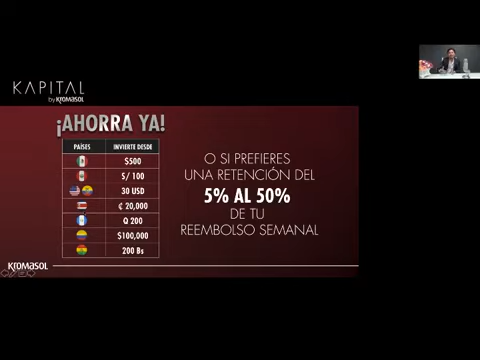 KAPITAL
by KROMASOL
¡AHORRA YA!
PAÍSES INVIERTE DESDE
$500
S/ 100
30 USD
₡ 20,000
Q 200
$100,000
200 Bs
O SI PREFIERES
UNA RETENCIÓN DEL
5% AL 50%
DE TU
REEMBOLSO SEMANAL
KROMASOL